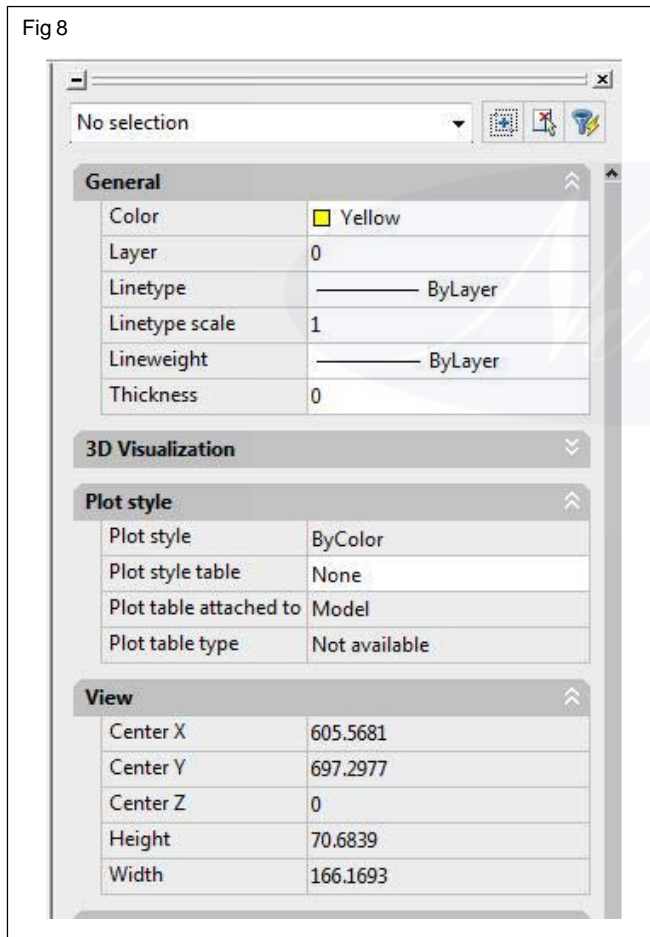 Fig 8
No selection
General
Color Yellow
Layer 0
Linetype ByLayer
Linetype scale 1
Lineweight ByLayer
Thickness 0
3D Visualization
Plot style
Plot style ByColor
Plot style table None
Plot table attached to Model
Plot table type Not available
View
Center X 605.5681
Center Y 697.2977
Center Z 0
Height 70.6839
Width 166.1693